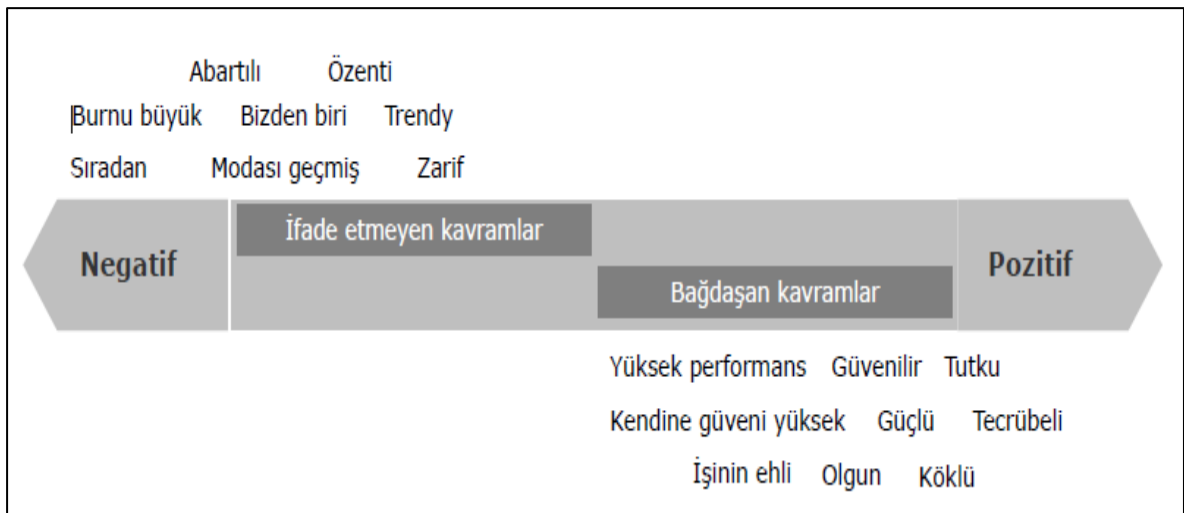 Abartılı Özenti
Burnu büyük Bizden biri Trendy
Sıradan Modası geçmiş Zarif
İfade etmeyen kavramlar
Negatif Pozitif
Bağdaşan kavramlar
Yüksek performans Güvenilir Tutku
Kendine güveni yüksek Güçlü Tecrübeli
İşinin ehli Olgun Köklü